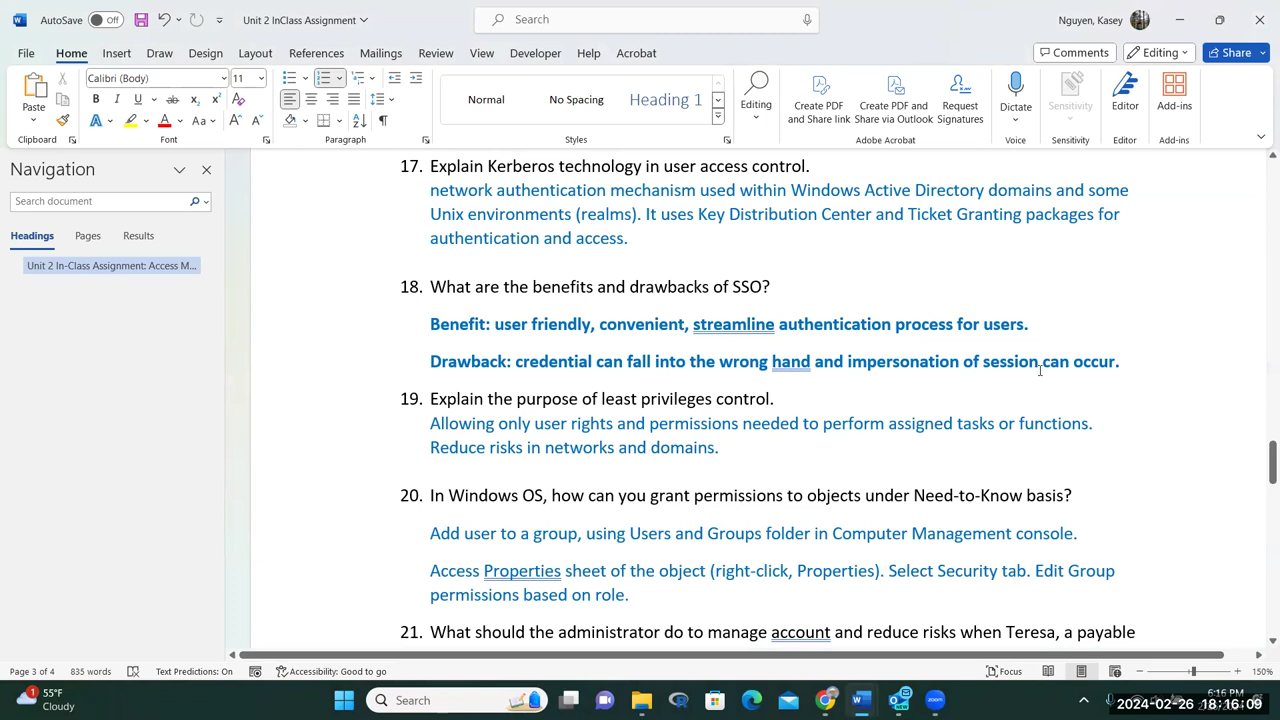 AutoSave Off Unit 2 InClass Assignment Search Nguyen, Kasey
File Home Insert Draw Design Layout References Mailings Review View Developer Help Acrobat Comments Editing Share
Calibri (Body) 11
Paste B I U ab x₂ x² A A Aa A A
Normal No Spacing Heading 1
Editing Create PDF and Share link Create PDF and Share via Outlook Request Signatures Dictate Sensitivity Editor Add-ins
Clipboard Font Paragraph Styles Adobe Acrobat Voice Sensitivity Editor Add-ins
Navigation
Search document
Headings Pages Results
Unit 2 In-Class Assignment: Access M...
17. Explain Kerberos technology in user access control.
network authentication mechanism used within Windows Active Directory domains and some
Unix environments (realms). It uses Key Distribution Center and Ticket Granting packages for
authentication and access.
18. What are the benefits and drawbacks of SSO?
Benefit: user friendly, convenient, streamline authentication process for users.
Drawback: credential can fall into the wrong hand and impersonation of session can occur.
19. Explain the purpose of least privileges control.
Allowing only user rights and permissions needed to perform assigned tasks or functions.
Reduce risks in networks and domains.
20. In Windows OS, how can you grant permissions to objects under Need-to-Know basis?
Add user to a group, using Users and Groups folder in Computer Management console.
Access Properties sheet of the object (right-click, Properties). Select Security tab. Edit Group
permissions based on role.
21. What should the administrator do to manage account and reduce risks when Teresa, a payable
Page 3 of 4 835 words Text Predictions: On Accessibility: Good to go Focus 150%
1 55°F Cloudy Search 6:16 PM
2024-02-26 18:16:09